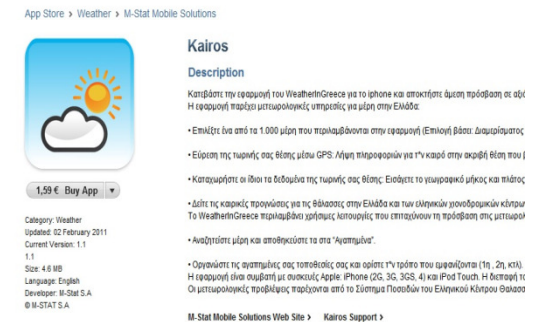 App Store > Weather > M-Stat Mobile Solutions
Kairos
Description
Κατεβάστε την εφαρμογή του WeatherInGreece για το iphone και αποκτήστε άμεση πρόσβαση σε αξι
Η εφαρμογή παρέχει μετεωρολογικές υπηρεσίες για μέρη στην Ελλάδα:
• Επιλέξτε ένα από τα 1.000 μέρη που περιλαμβάνονται στην εφαρμογή (Επιλογή βάσει: Διαμερίσματος
• Εύρεση της τωρινής σας θέσης μέσω GPS: Λήψη πληροφοριών για τ*ν καιρό στην ακριβή θέση που β
• Καταχωρήστε οι ίδιοι τα δεδομένα της τωρινής σας θέσης: Εισάγετε το γεωγραφικό μήκος και πλάτος
• Δείτε τις καιρικές προγνώσεις για τις θάλασσες στην Ελλάδα και των ελληνικών χιονοδρομικών κέντρων
Το WeatherInGreece περιλαμβάνει χρήσιμες λειτουργίες που επιταχύνουν τη πρόσβαση στις μετεωρολ
• Αναζητείστε μέρη και αποθηκεύστε τα στα "Αγαπημένα".
• Οργανώστε τις αγαπημένες σας τοποθεσίες σας και ορίστε τ*ν τρόπο που εμφανίζονται (1η , 2η, κτλ).
Η εφαρμογή είναι συμβατή με συσκευές Apple: iPhone (2G, 3G, 3GS, 4) και iPod Touch. Η διεπαφή το
Οι μετεωρολογικές προβλέψεις παρέχονται από το Σύστημα Ποσειδών του Ελληνικού Κέντρου Θαλασσ
M-Stat Mobile Solutions Web Site > Kairos Support >
1,59 € Buy App
Category: Weather
Updated: 02 February 2011
Current Version: 1.1
1.1
Size: 4.6 MB
Language: English
Developer: M-Stat S.A
© M-STAT S.A